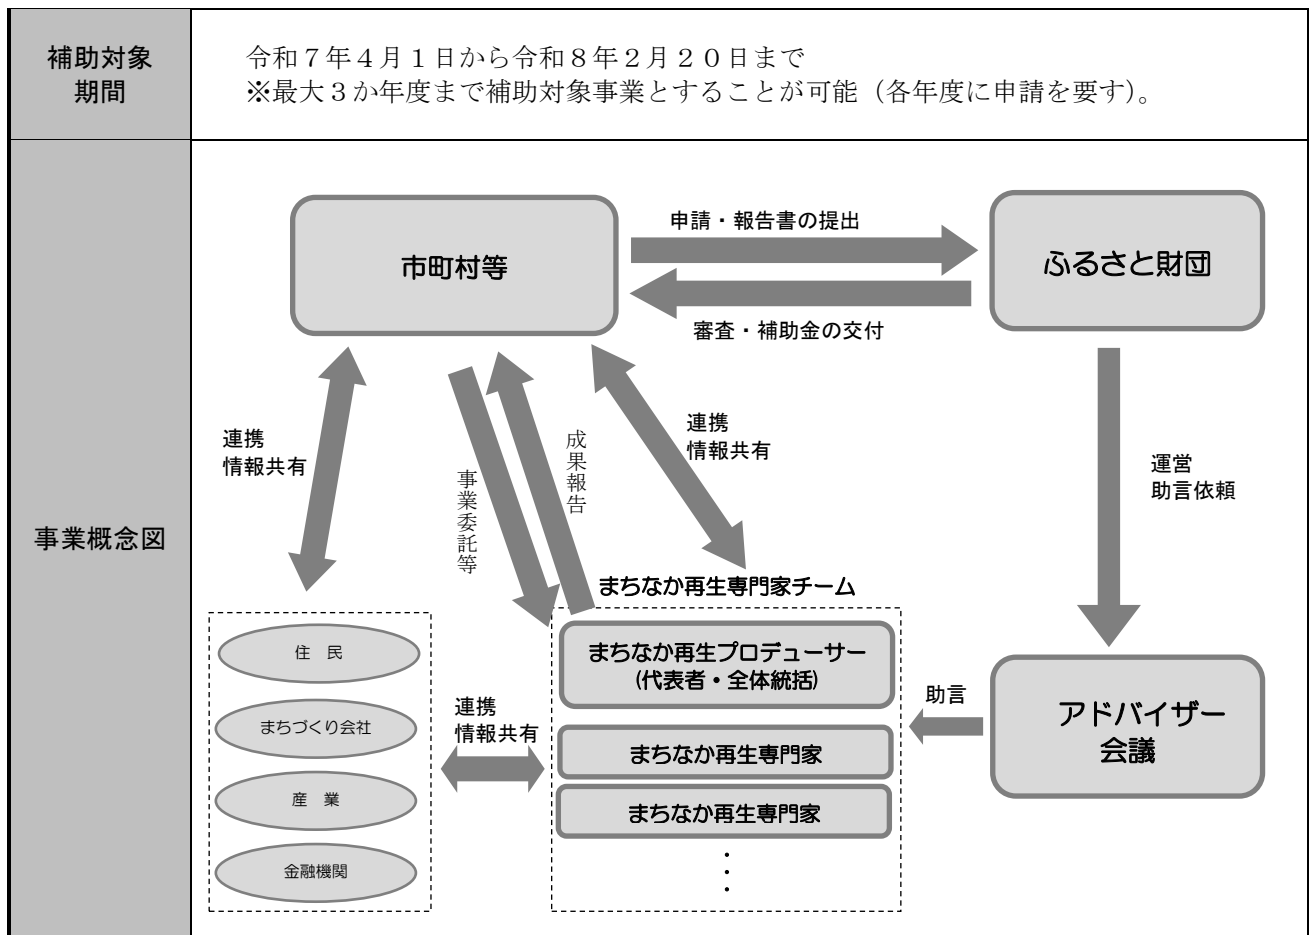 補助対象
期間
令和７年４月１日から令和８年２月２０日まで
※最大３か年度まで補助対象事業とすることが可能（各年度に申請を要す）。
事業概念図
市町村等
申請・報告書の提出
ふるさと財団
審査・補助金の交付
連携
情報共有
事業委託等
成果報告
連携
情報共有
運営
助言依頼
まちなか再生専門家チーム
住　民
まちづくり会社
産　業
金融機関
連携
情報共有
まちなか再生プロデューサー
(代表者・全体統括)
まちなか再生専門家
まちなか再生専門家
・
・
・
助言
アドバイザー
会議